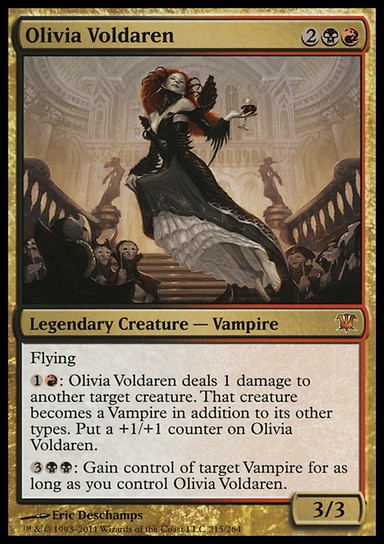 Olivia Voldaren 2
Legendary Creature — Vampire
Flying
1: Olivia Voldaren deals 1 damage to
another target creature. That creature
becomes a Vampire in addition to its other
types. Put a +1/+1 counter on Olivia
Voldaren.
3: Gain control of target Vampire for as
long as you control Olivia Voldaren.
3/3
Eric Deschamps
™ & © 1993–2011 Wizards of the Coast LLC 215/264